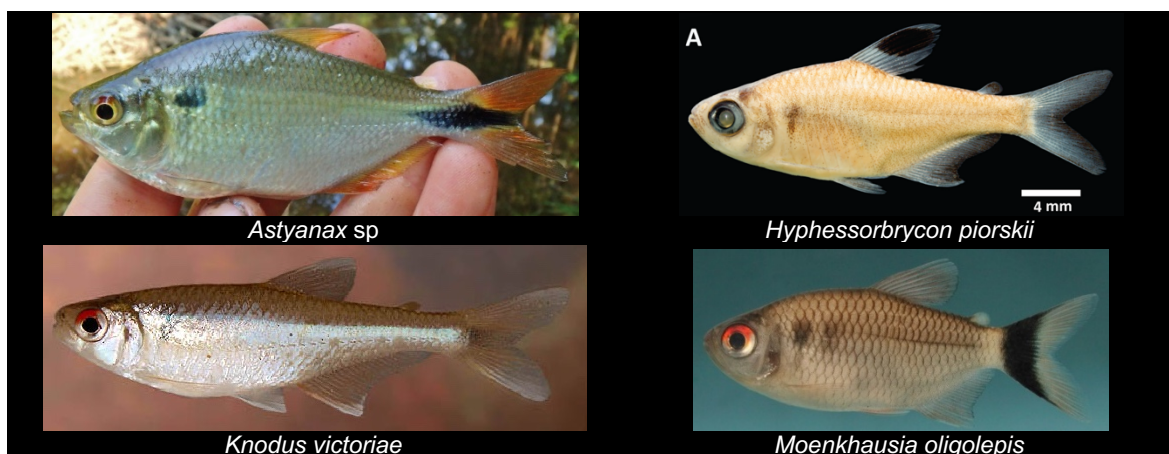 A
4 mm
Astyanax sp
Hyphessorbrycon piorskii
Knodus victoriae
Moenkhausia oligolepis